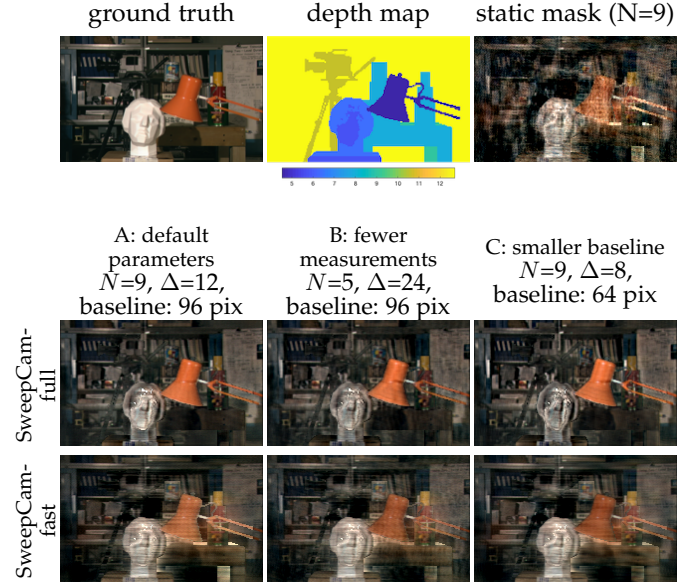 ground truth
depth map
static mask (N=9)
5 6 7 8 9 10 11 12
A: default
parameters
N=9, Δ=12,
baseline: 96 pix
B: fewer
measurements
N=5, Δ=24,
baseline: 96 pix
C: smaller baseline
N=9, Δ=8,
baseline: 64 pix
SweepCam-
full
SweepCam-
fast